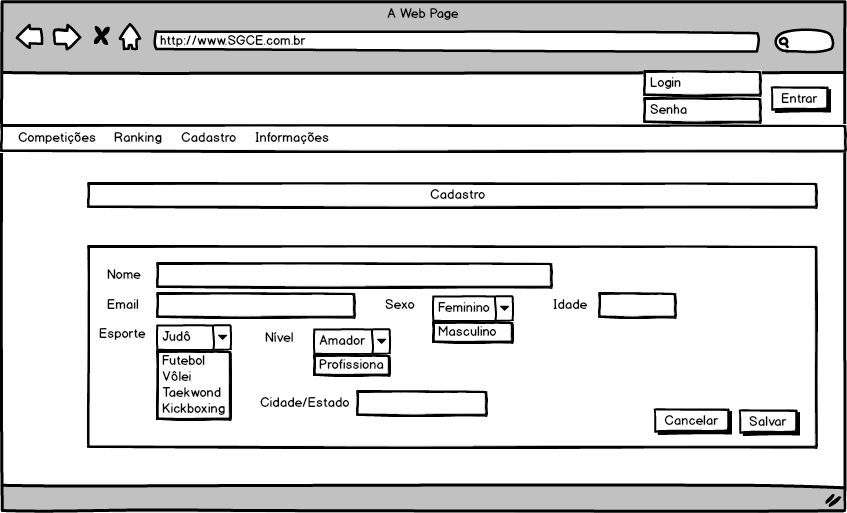 A Web Page
http://www.SGCE.com.br
Login
Senha
Entrar
Competições Ranking Cadastro Informações
Cadastro
Nome
Email
Sexo
Feminino
Masculino
Idade
Esporte
Judô
Futebol
Vôlei
Taekwond
Kickboxing
Nível
Amador
Profissiona
Cidade/Estado
Cancelar
Salvar